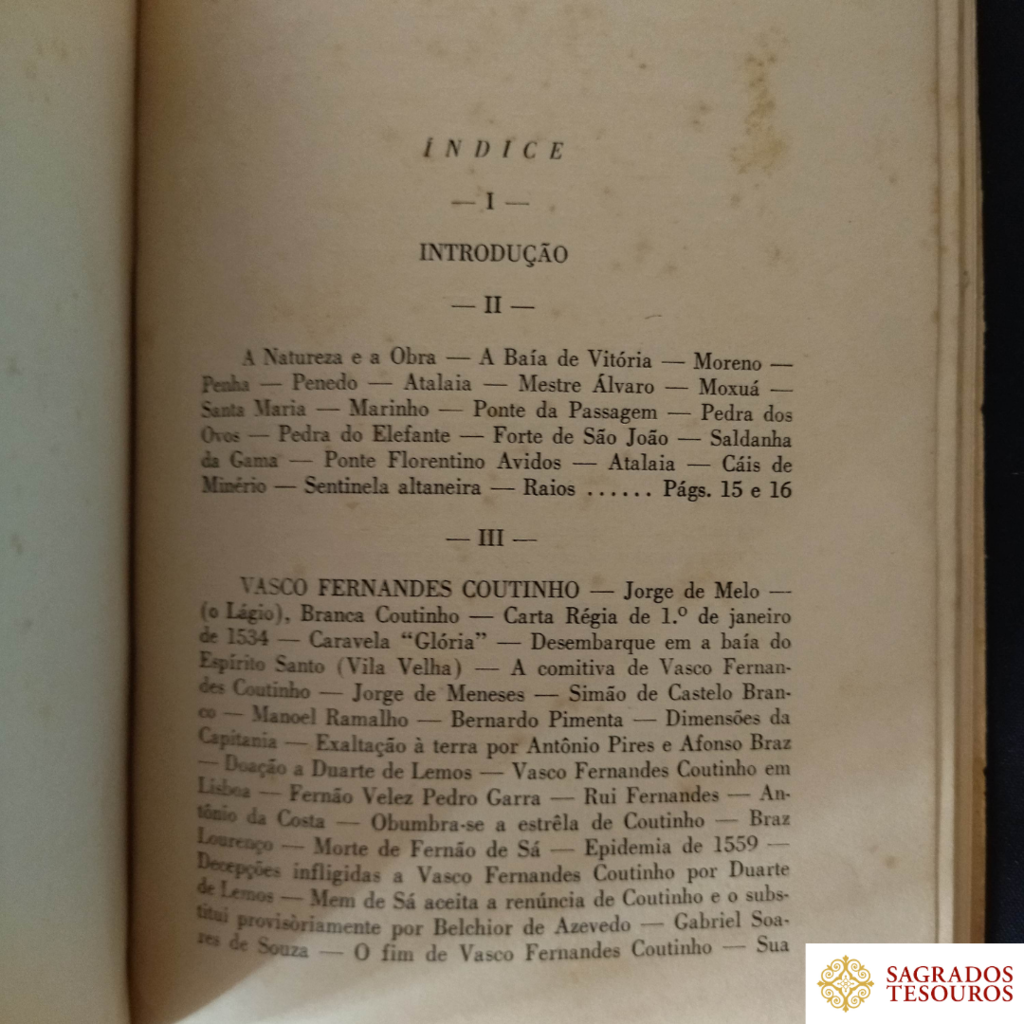 ÍNDICE
— I —
INTRODUÇÃO
— II —
A Natureza e a Obra — A Baía de Vitória — Moreno —
Penha — Penedo — Atalaia — Mestre Álvaro — Moxuá —
Santa Maria — Marinho — Ponte da Passagem — Pedra dos
Ovos — Pedra do Elefante — Forte de São João — Saldanha
da Gama — Ponte Florentino Avidos — Atalaia — Cáis de
Minério — Sentinela altaneira — Raios ...... Págs. 15 e 16
— III —
VASCO FERNANDES COUTINHO — Jorge de Melo —
(o Lágio), Branca Coutinho — Carta Régia de 1.º de janeiro
de 1534 — Caravela “Glória” — Desembarque em a baía do
Espírito Santo (Vila Velha) — A comitiva de Vasco Fernan-
des Coutinho — Jorge de Meneses — Simão de Castelo Bran-
co — Manoel Ramalho — Bernardo Pimenta — Dimensões da
Capitania — Exaltação à terra por Antônio Pires e Afonso Braz
— Doação a Duarte de Lemos — Vasco Fernandes Coutinho em
Lisboa — Fernão Velez Pedro Garra — Rui Fernandes — An-
tônio da Costa — Obumbra-se a estrêla de Coutinho — Braz
Lourenço — Morte de Fernão de Sá — Epidemia de 1559 —
Decepções infligidas a Vasco Fernandes Coutinho por Duarte
de Lemos — Mem de Sá aceita a renúncia de Coutinho e o subs-
titui provisòriamente por Belchior de Azevedo — Gabriel Soa-
res de Souza — O fim de Vasco Fernandes Coutinho — Sua
SAGRADOS
TESOUROS